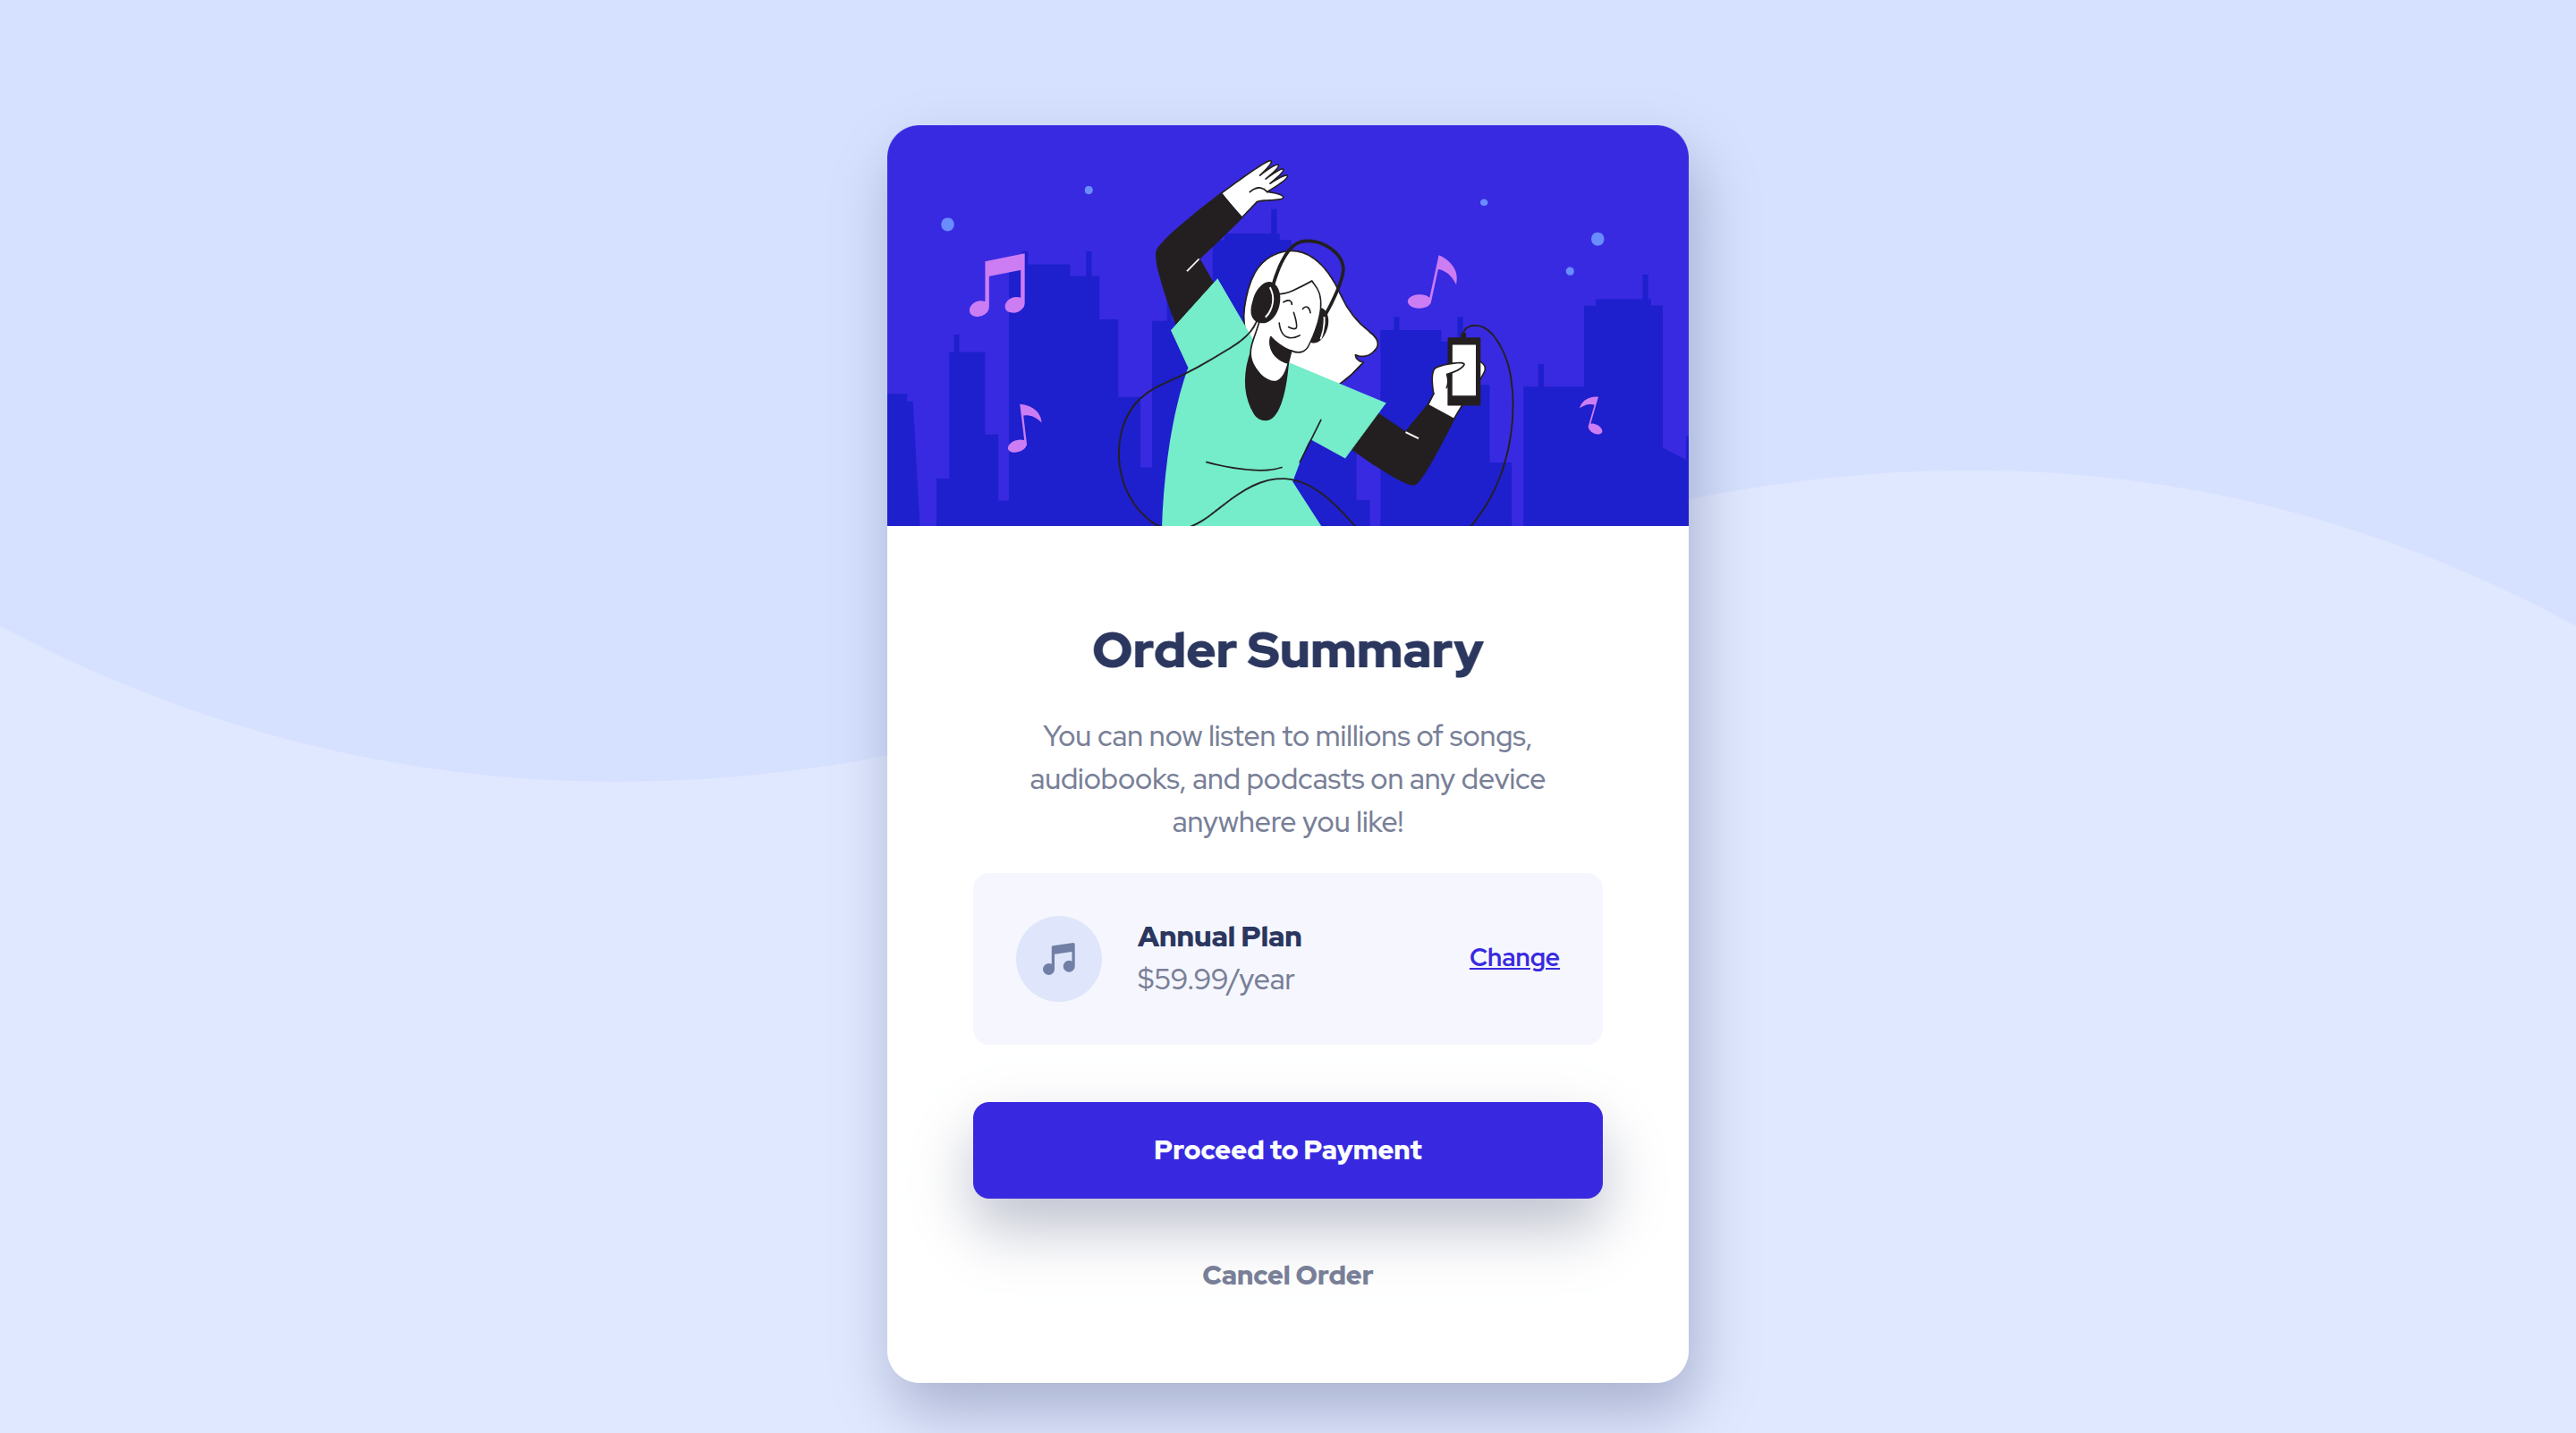 Order Summary
You can now listen to millions of songs,
audiobooks, and podcasts on any device
anywhere you like!
Annual Plan
$59.99/year
Change
Proceed to Payment
Cancel Order